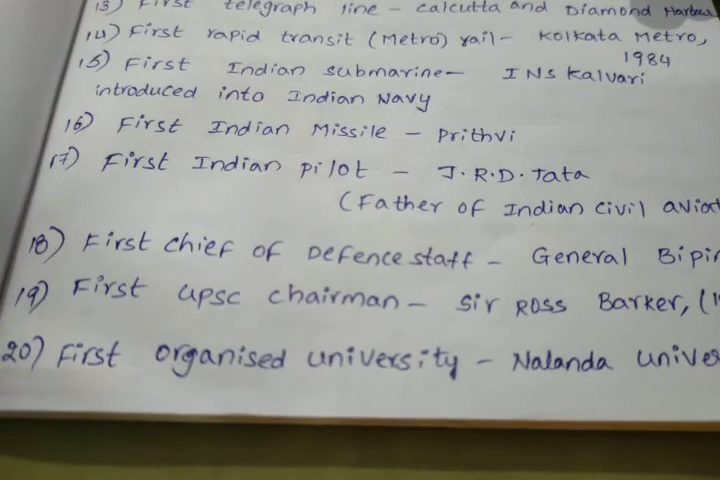 13) First telegraph line - calcutta and Diamond Harbour
14) First rapid transit (Metro) rail - Kolkata Metro,
1984
15) First Indian submarine - INS Kalvari
introduced into Indian Navy
16) First Indian Missile - Prithvi
17) First Indian pilot - J.R.D. Tata
(Father of Indian civil aviat
18) First chief of Defence staff - General Bipin
19) First upsc chairman - Sir Ross Barker, (1
20) First organised university - Nalanda Univer